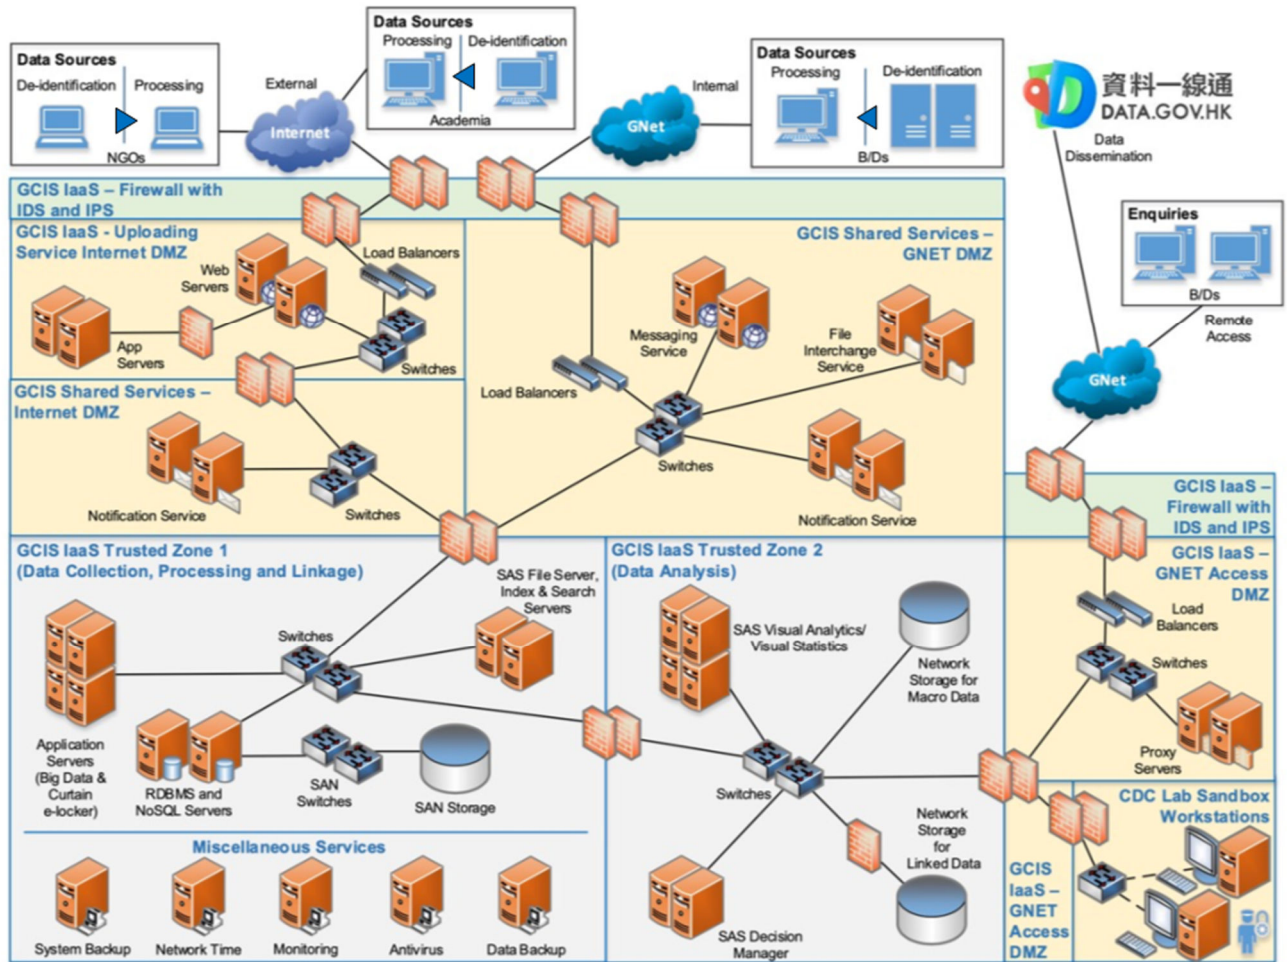 Data Sources
De-identification
Processing
NGOs
External
Internet
Data Sources
Processing
De-identification
Academia
GNet
Internal
Data Sources
Processing
De-identification
B/Ds
資料一線通
DATA.GOV.HK
Data
Dissemination
Enquiries
B/Ds
Remote
Access
GNet
GCIS IaaS – Firewall with
IDS and IPS
GCIS IaaS - Uploading
Service Internet DMZ
Web
Servers
Load Balancers
App
Servers
Switches
GCIS Shared Services –
Internet DMZ
Notification Service
Switches
GCIS Shared Services –
GNET DMZ
Messaging
Service
File
Interchange
Service
Load Balancers
Switches
Notification Service
GCIS IaaS –
Firewall with
IDS and IPS
GCIS IaaS –
GNET Access
DMZ
Load
Balancers
Switches
Proxy
Servers
GCIS IaaS Trusted Zone 1
(Data Collection, Processing and Linkage)
SAS File Server,
Index & Search
Servers
Switches
Application
Servers
(Big Data &
Curtain
e-locker)
RDBMS and
NoSQL Servers
SAN
Switches
SAN Storage
Miscellaneous Services
System Backup
Network Time
Monitoring
Antivirus
Data Backup
GCIS IaaS Trusted Zone 2
(Data Analysis)
SAS Visual Analytics/
Visual Statistics
Network
Storage for
Macro Data
Switches
Network
Storage
for
Linked Data
SAS Decision
Manager
CDC Lab Sandbox
Workstations
GCIS
IaaS –
GNET
Access
DMZ